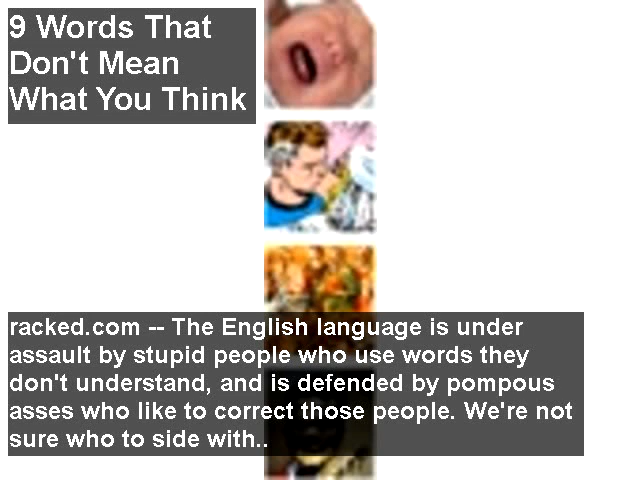 9 Words That
Don't Mean
What You Think
racked.com -- The English language is under
assault by stupid people who use words they
don't understand, and is defended by pompous
asses who like to correct those people. We're not
sure who to side with..